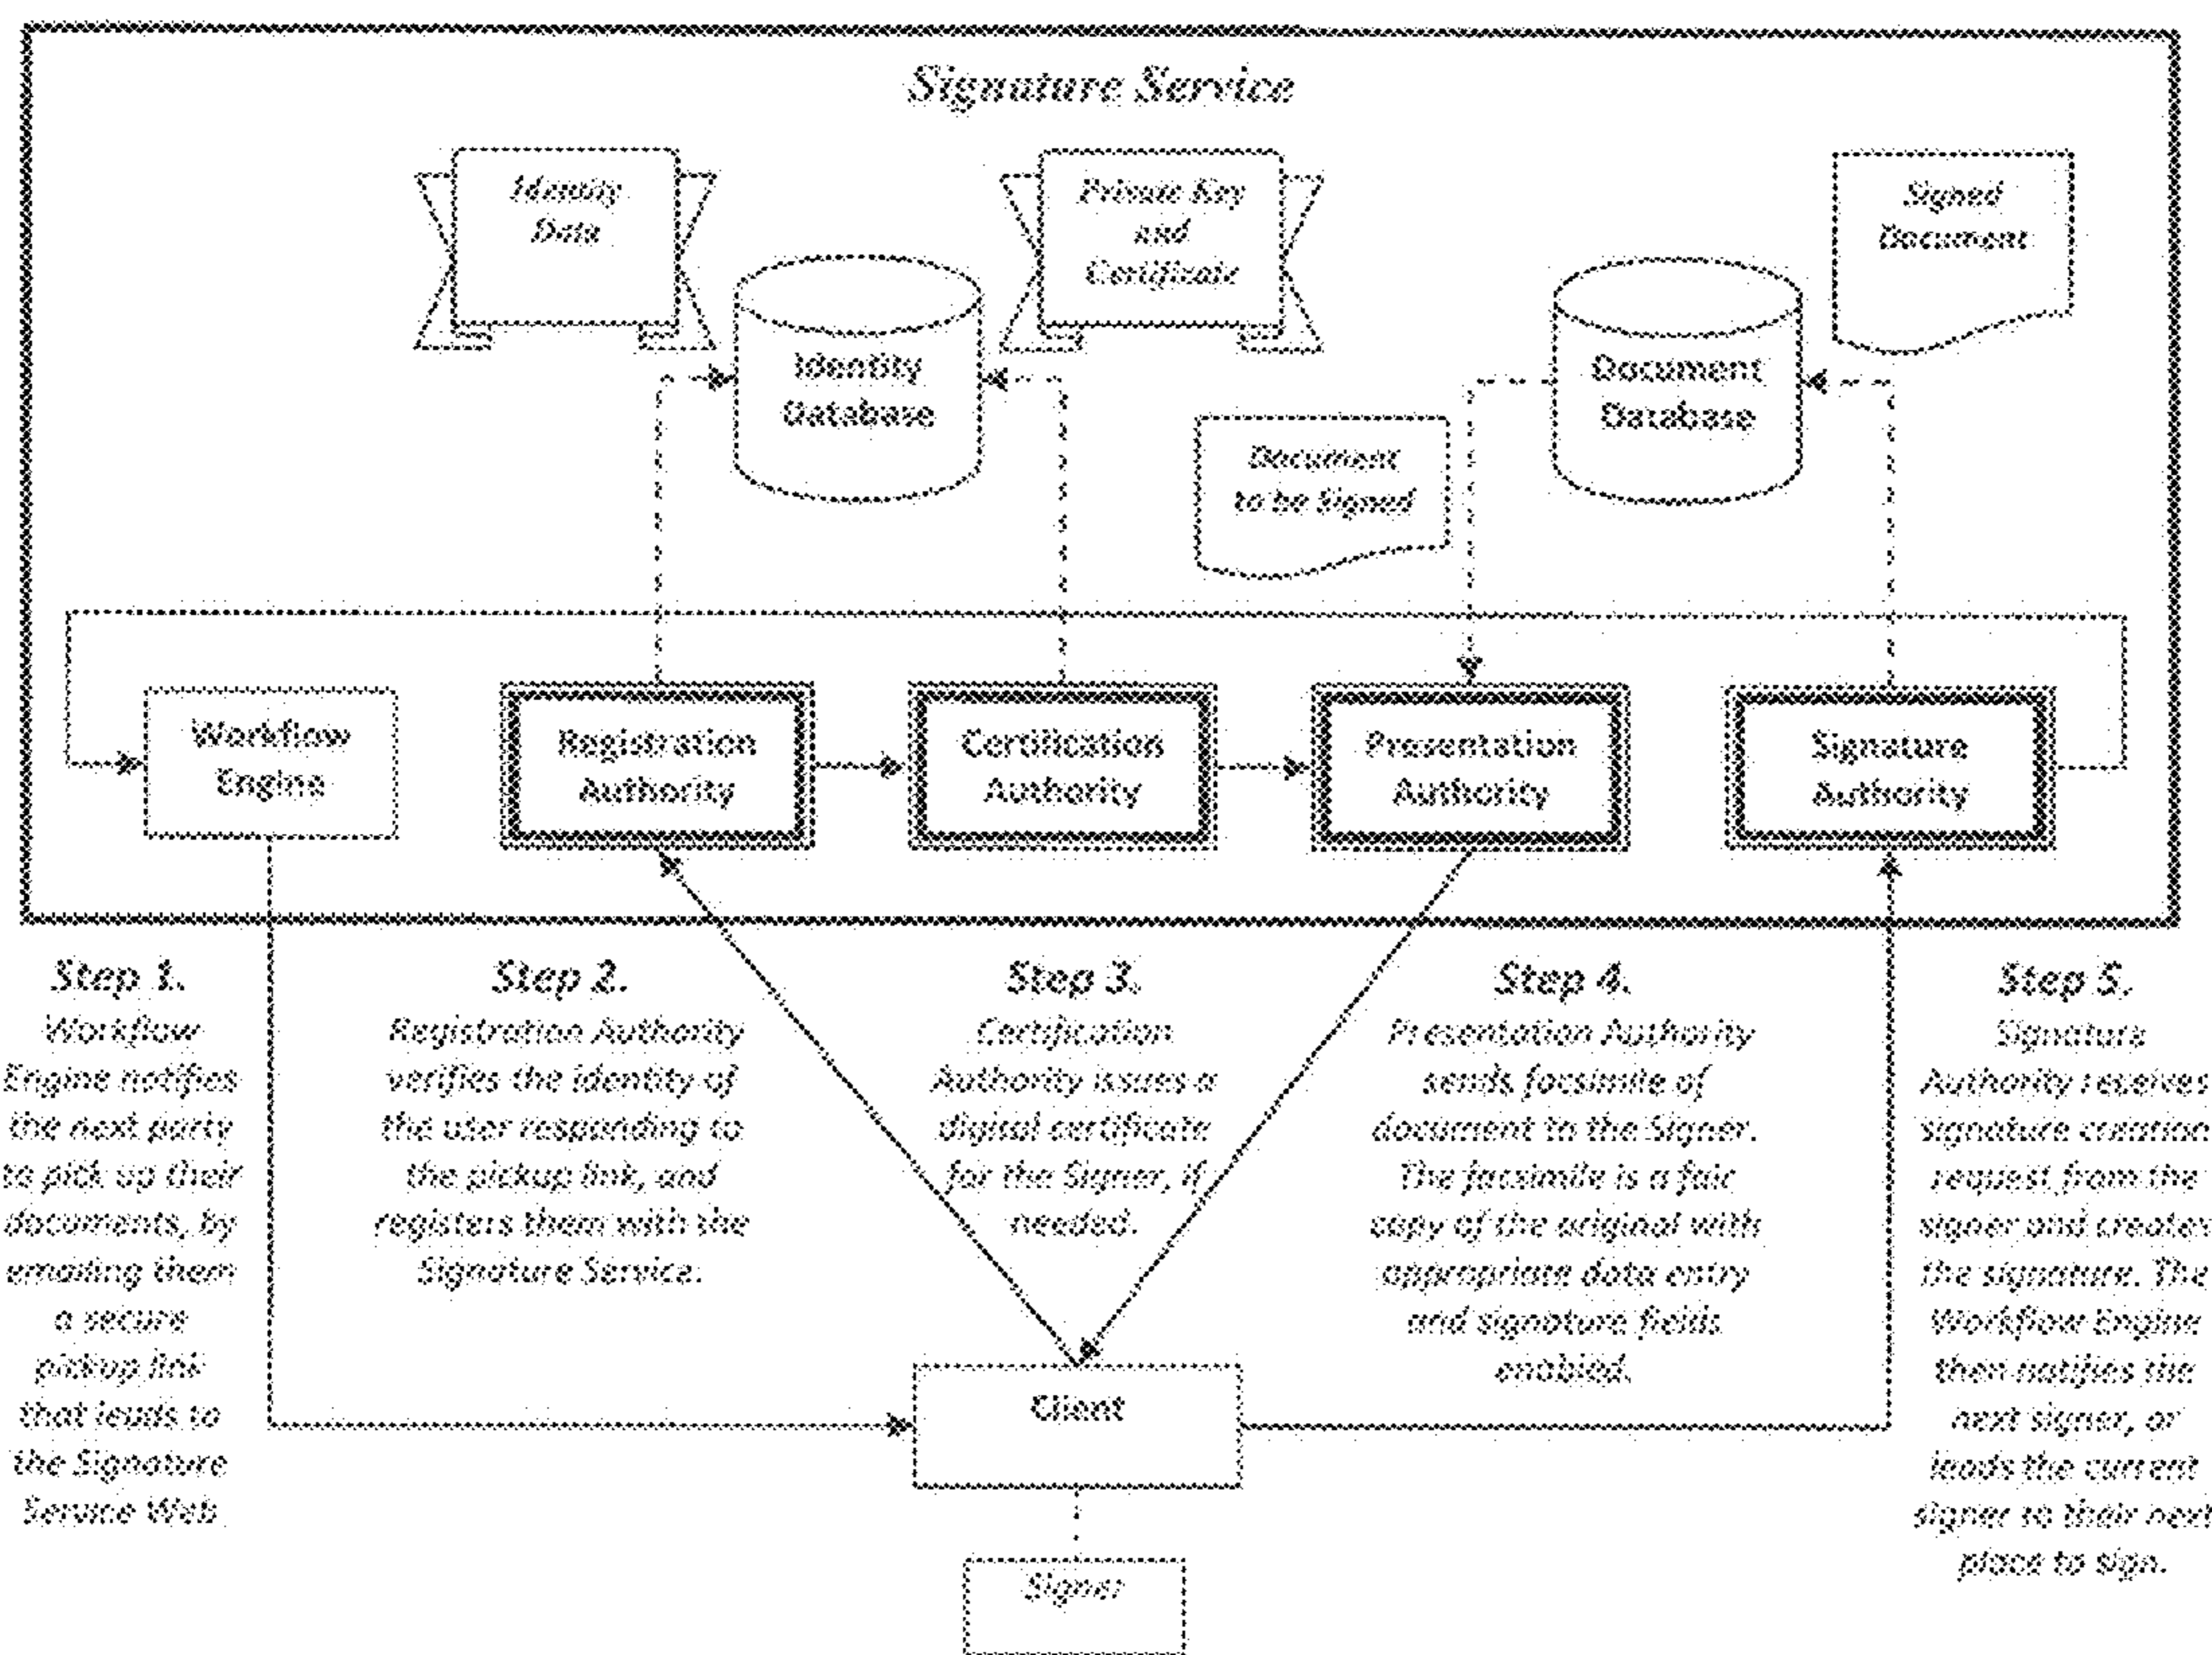 Signature Service
Identity
Data
Private Key
and
Certificate
Signed
Document
Identity
Database
Document
Database
Document
to be Signed
Workflow
Engine
Registration
Authority
Certification
Authority
Presentation
Authority
Signature
Authority
Step 1.
Workflow
Engine notifies
the next party
to pick up their
documents, by
emailing them
a secure
pickup link
that leads to
the Signature
Service Web
Step 2.
Registration Authority
verifies the identity of
the user responding to
the pickup link, and
registers them with the
Signature Service.
Step 3.
Certification
Authority issues a
digital certificate
for the Signer, if
needed.
Step 4.
Presentation Authority
sends facsimile of
document to the Signer.
The facsimile is a fair
copy of the original with
appropriate data entry
and signature fields
enabled.
Step 5.
Signature
Authority receives
signature creation
request from the
signer and creates
the signature. The
Workflow Engine
then notifies the
next signer, or
leads the current
signer to their next
place to sign.
Client
Signer